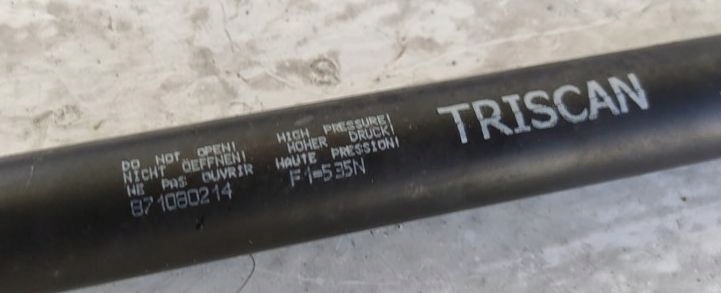 DO NOT OPEN!
NICHT OEFFNEN!
NE PAS OUVRIR
871080214
HIGH PRESSURE!
HOHER DRUCK!
HAUTE PRESSION!
F1=535N
TRISCAN